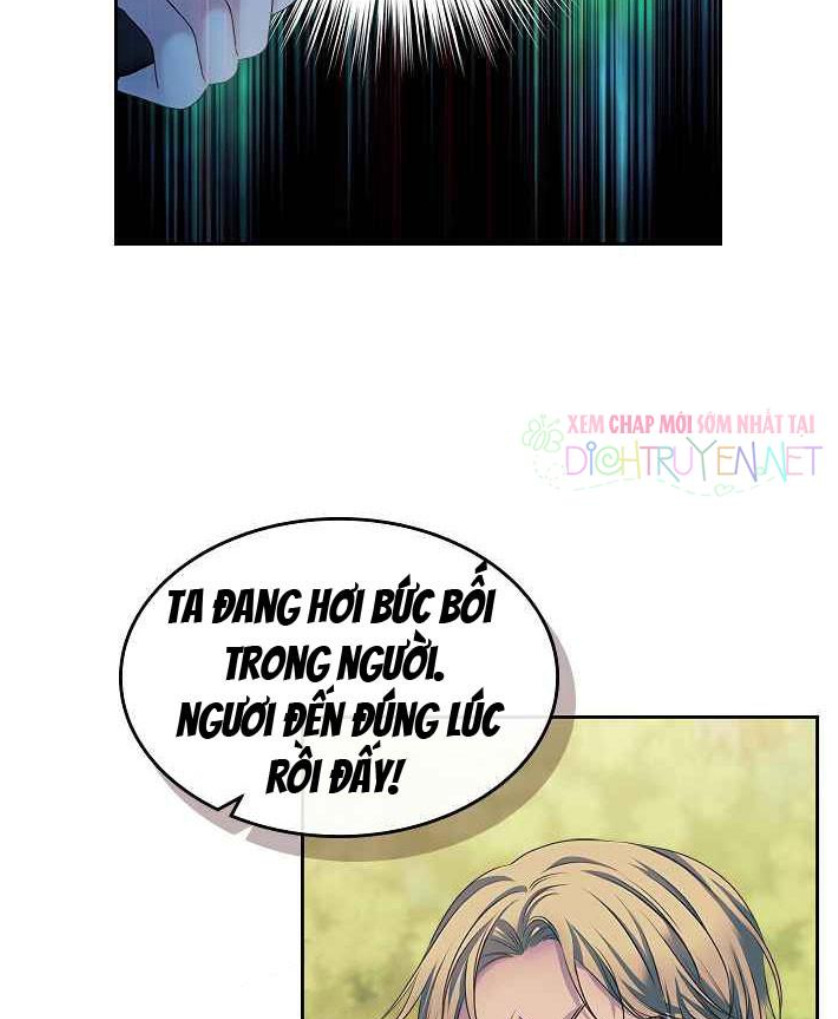 XEM CHAP MỚI SỚM NHẤT TẠI
DICHTRUYEN.NET
TA ĐANG HƠI BỨC BỐI
TRONG NGƯỜI.
NGƯƠI ĐẾN ĐÚNG LÚC
RỒI ĐẤY!